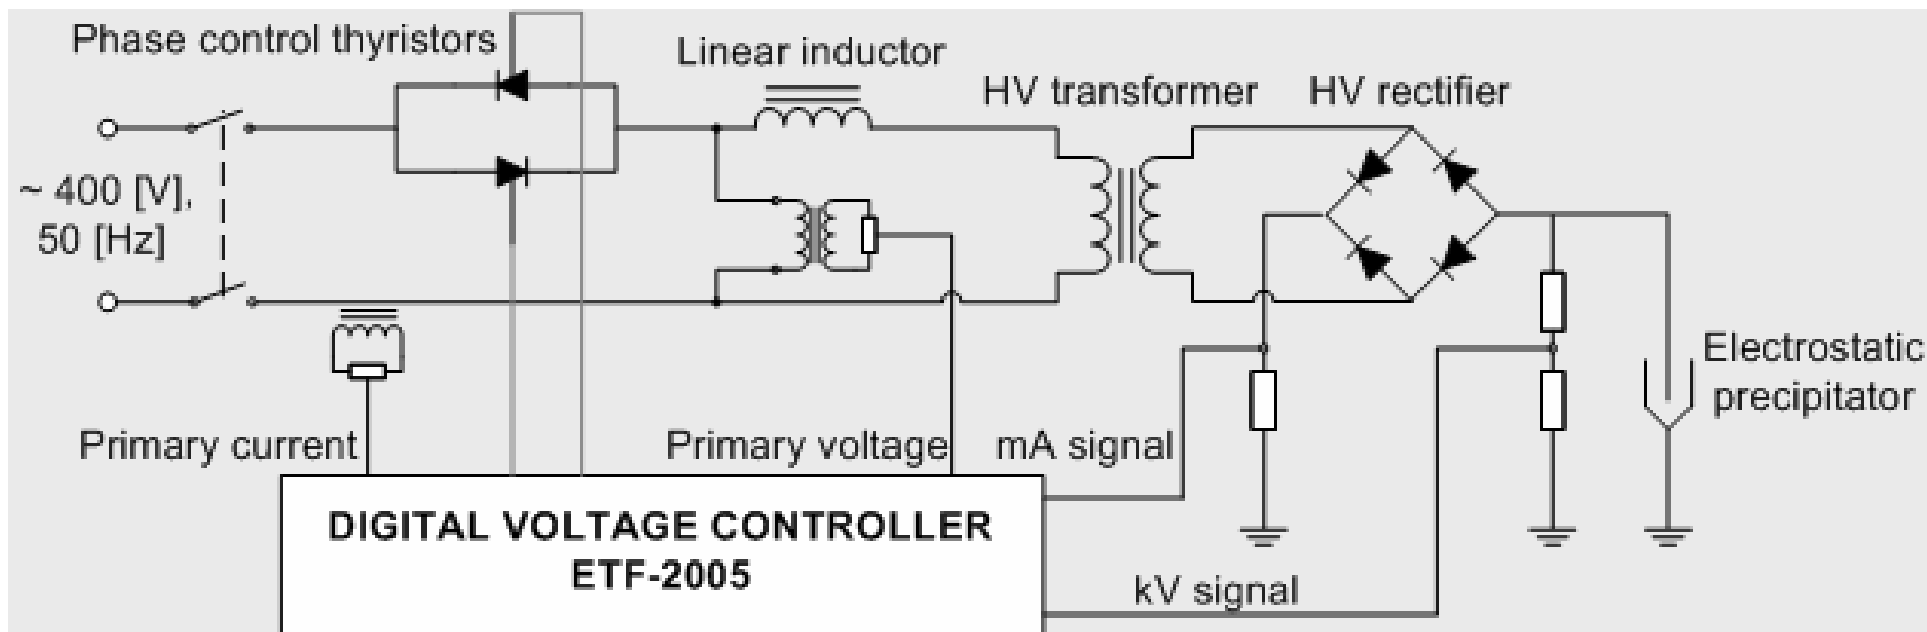 Phase control thyristors
Linear inductor
HV transformer
HV rectifier
~ 400 [V],
50 [Hz]
Electrostatic
precipitator
Primary current
Primary voltage
mA signal
DIGITAL VOLTAGE CONTROLLER
ETF-2005
kV signal